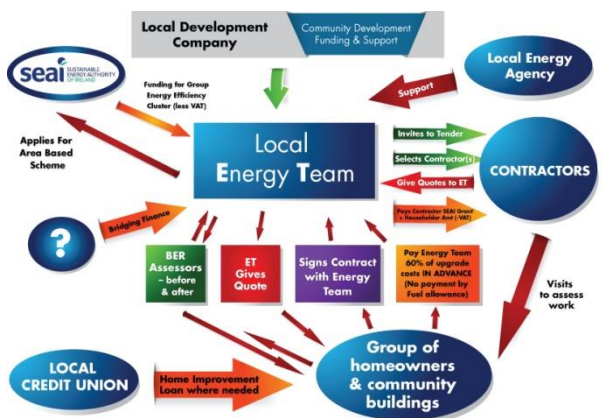 Local Development
Company
Community Development
Funding & Support
seai
SUSTAINABLE
ENERGY AUTHORITY
OF IRELAND
Funding for Group
Energy Efficiency
Cluster (less VAT)
Support
Local Energy
Agency
Applies For
Area Based
Scheme
Local
Energy Team
Invites to Tender
Selects Contractor(s)
Give Quotes to ET
Pays Contractor SEAI Grant
+ Householder Amt (-VAT)
CONTRACTORS
?
Bridging Finance
BER
Assessors
– before
& after
ET
Gives
Quote
Signs Contract
with Energy
Team
Pay Energy Team
60% of upgrade
costs IN ADVANCE
(No payment by
Fuel allowance)
Visits
to assess
work
LOCAL
CREDIT UNION
Home Improvement
Loan where needed
Group of
homeowners
& community
buildings